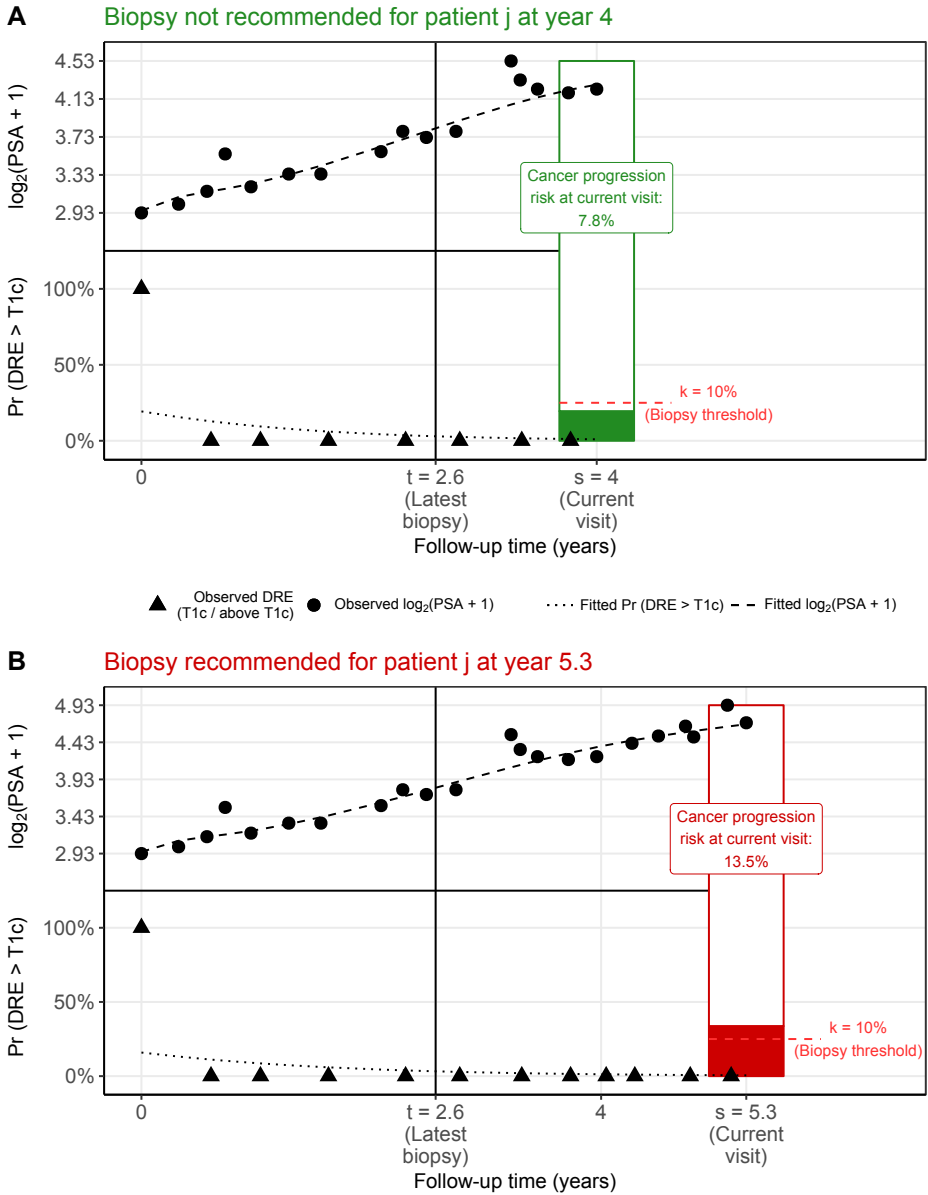 A
Biopsy not recommended for patient j at year 4
log₂(PSA + 1)
4.53
4.13
3.73
3.33
2.93
Cancer progression
risk at current visit:
7.8%
Pr (DRE > T1c)
100%
50%
0%
k = 10%
(Biopsy threshold)
0
t = 2.6
(Latest
biopsy)
s = 4
(Current
visit)
Follow-up time (years)
Observed DRE
(T1c / above T1c)
Observed log₂(PSA + 1)
Fitted Pr (DRE > T1c)
Fitted log₂(PSA + 1)
B
Biopsy recommended for patient j at year 5.3
log₂(PSA + 1)
4.93
4.43
3.93
3.43
2.93
Cancer progression
risk at current visit:
13.5%
Pr (DRE > T1c)
100%
50%
0%
k = 10%
(Biopsy threshold)
0
t = 2.6
(Latest
biopsy)
4
s = 5.3
(Current
visit)
Follow-up time (years)